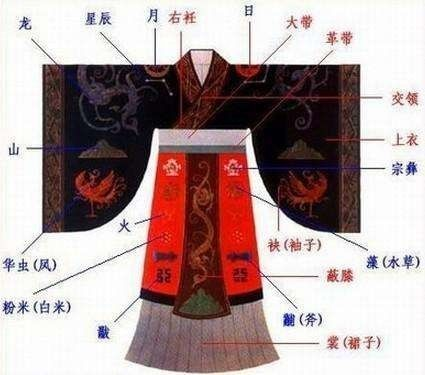 月
右衽
日
星辰
大带
龙
革带
交领
上衣
山
宗彝
火
袂(袖子)
华虫(凤)
藻(水草)
粉米(白米)
蔽膝
黻
黼(斧)
裳(裙子)